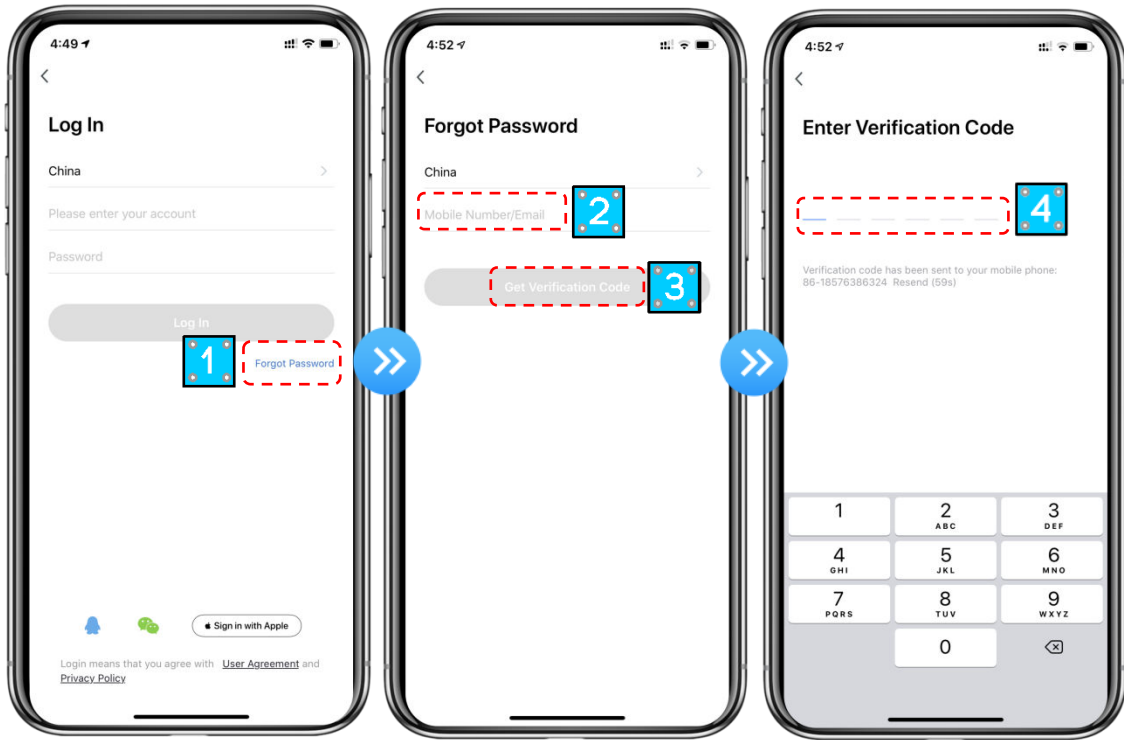 4:49
Log In
China
Please enter your account
Password
Log In
1
Forgot Password
Sign in with Apple
Login means that you agree with User Agreement and
Privacy Policy
4:52
Forgot Password
China
Mobile Number/Email
2
Get Verification Code
3
4:52
Enter Verification Code
4
Verification code has been sent to your mobile phone:
86-18576386324 Resend (59s)
1 2 3
ABC DEF
4 5 6
GHI JKL MNO
7 8 9
PQRS TUV WXYZ
0